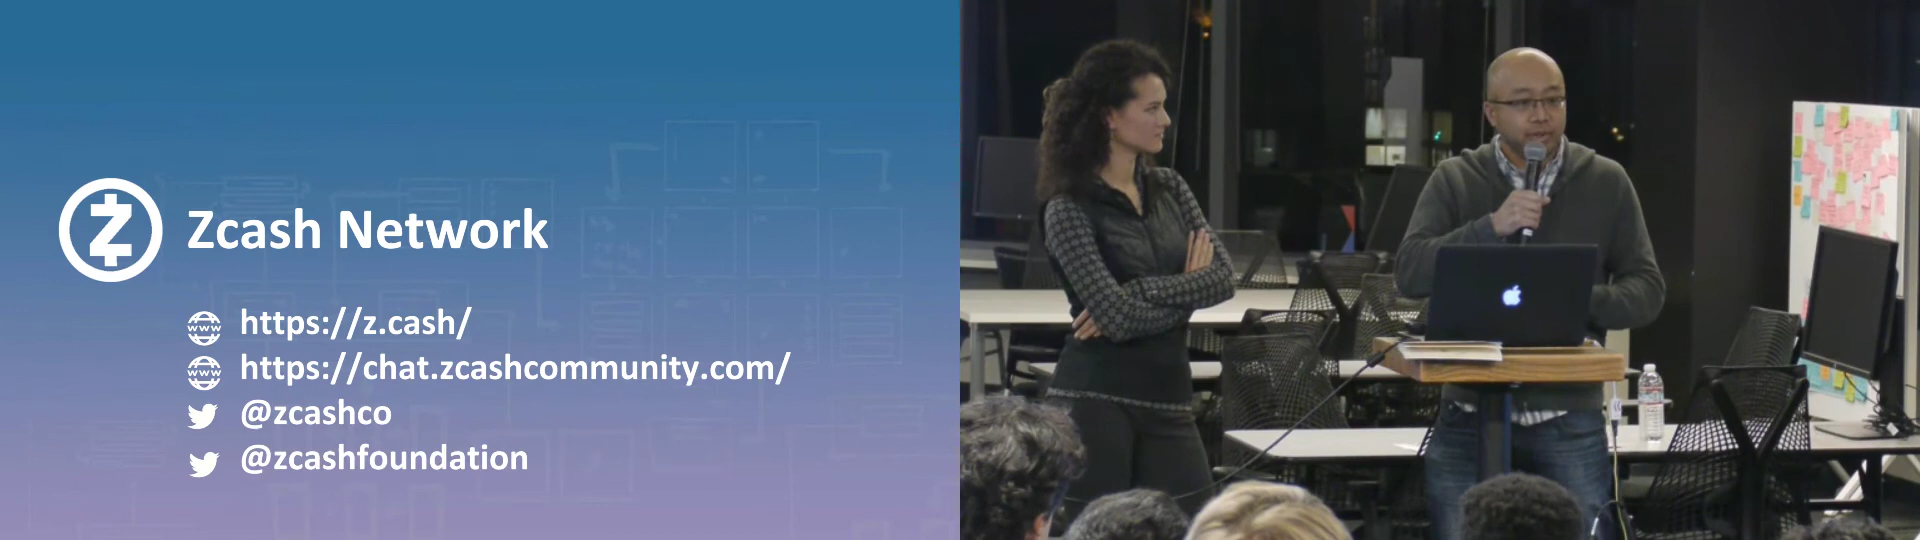 Zcash Network
https://z.cash/
https://chat.zcashcommunity.com/
@zcashco
@zcashfoundation